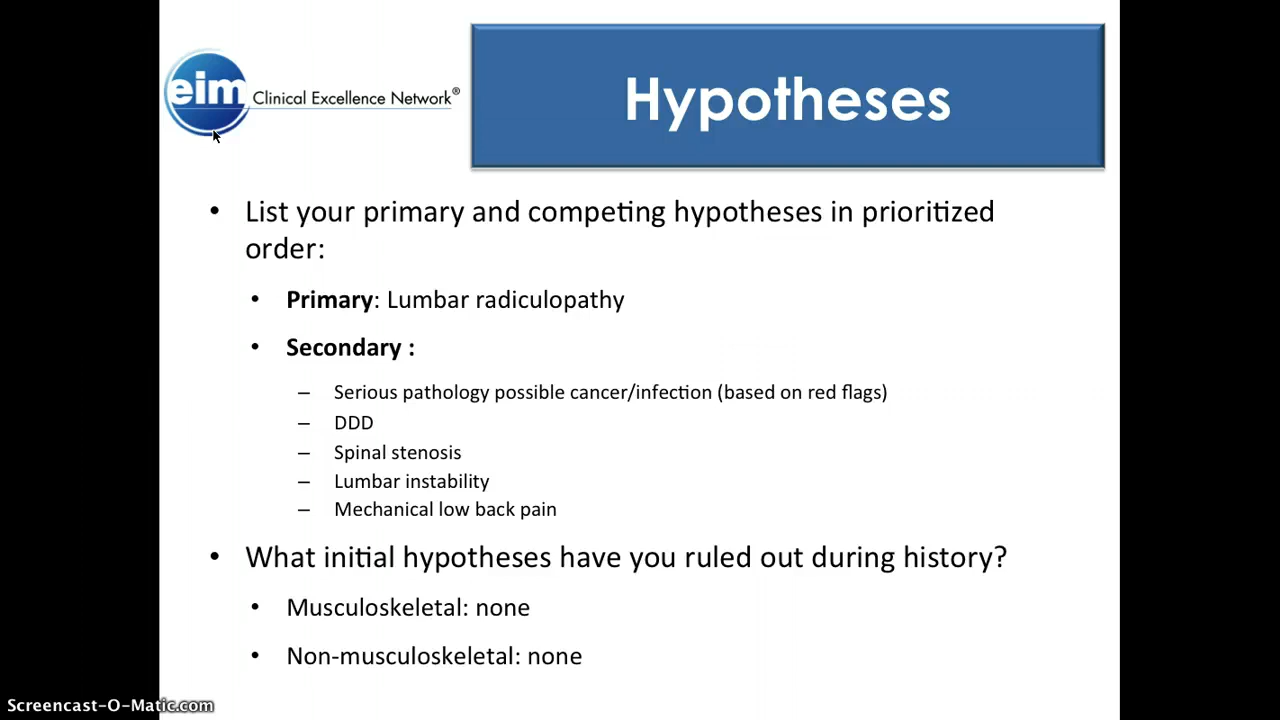 eim Clinical Excellence Network®
Hypotheses
• List your primary and competing hypotheses in prioritized
order:
• Primary: Lumbar radiculopathy
• Secondary :
– Serious pathology possible cancer/infection (based on red flags)
– DDD
– Spinal stenosis
– Lumbar instability
– Mechanical low back pain
• What initial hypotheses have you ruled out during history?
• Musculoskeletal: none
• Non-musculoskeletal: none
Screencast-O-Matic.com